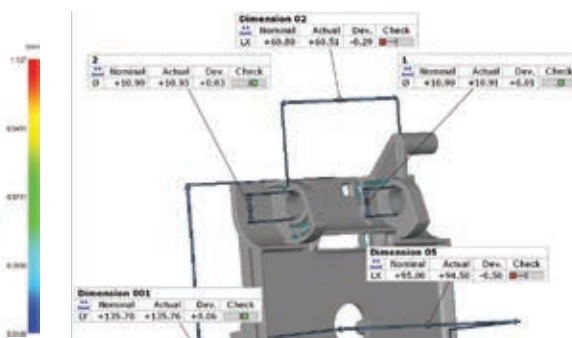 Dimension 02
Nominal Actual Dev. Check
LX +60.80 +60.51 -0.29
2
Nominal Actual Dev. Check
Ø +10.90 +10.93 +0.03
1
Nominal Actual Dev. Check
Ø +10.90 +10.91 +0.01
Dimension 05
Nominal Actual Dev. Check
LX +95.00 +94.50 -0.50
Dimension 001
Nominal Actual Dev. Check
LY +135.70 +135.76 +0.06